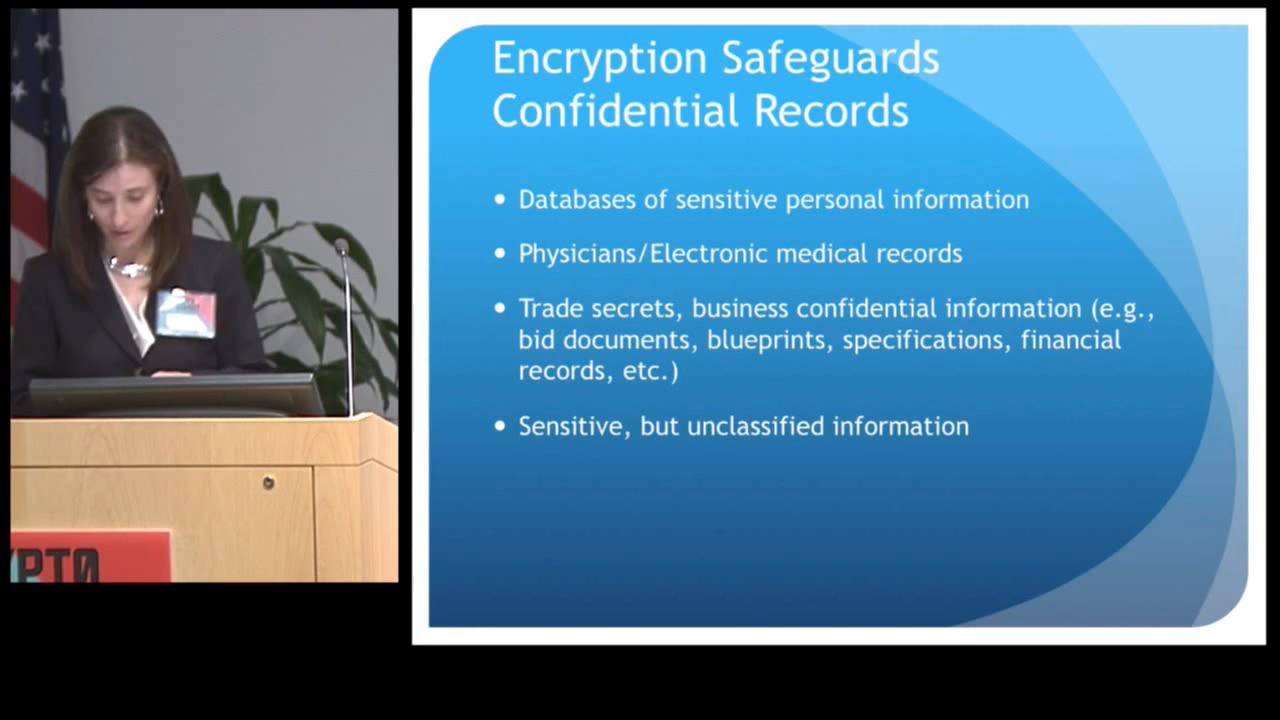 Encryption Safeguards
Confidential Records
• Databases of sensitive personal information
• Physicians/Electronic medical records
• Trade secrets, business confidential information (e.g.,
bid documents, blueprints, specifications, financial
records, etc.)
• Sensitive, but unclassified information
YPTØ